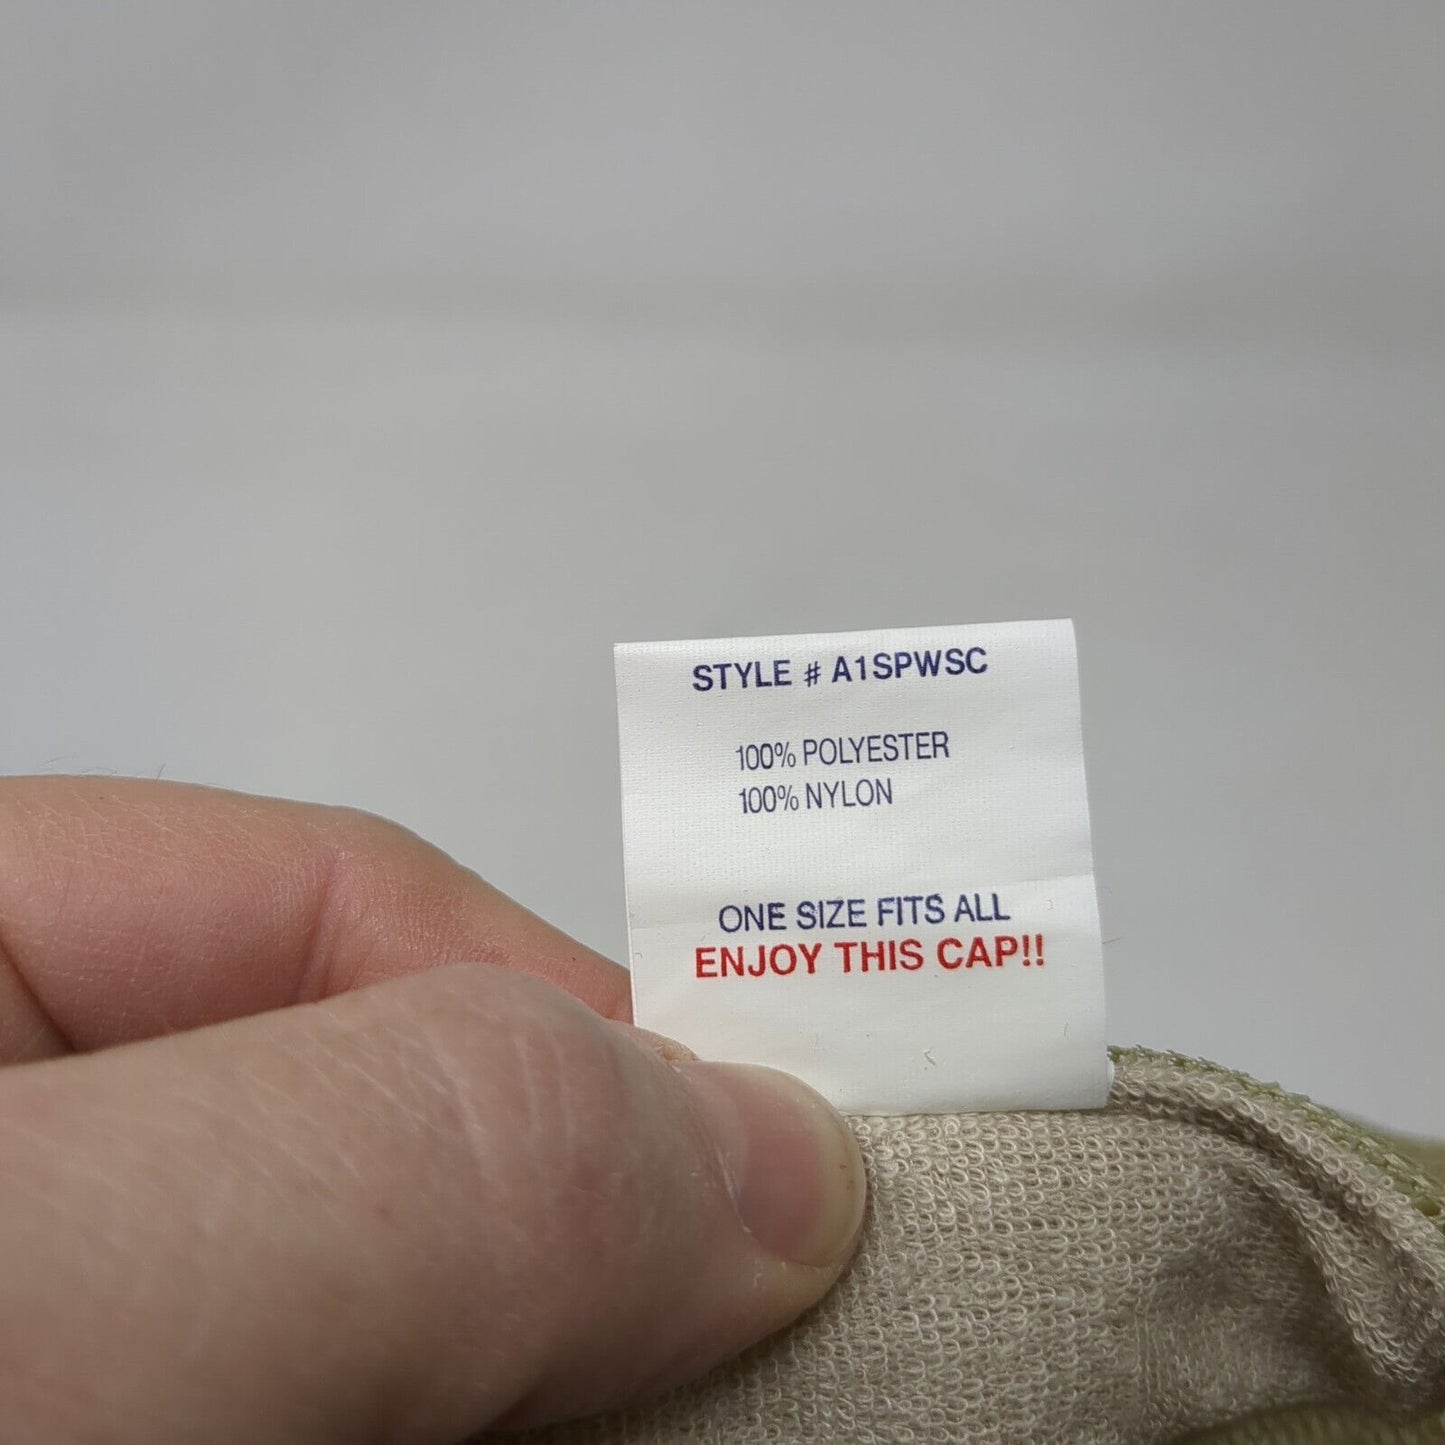 STYLE # A1SPWSC
100% POLYESTER
100% NYLON
ONE SIZE FITS ALL
ENJOY THIS CAP!!